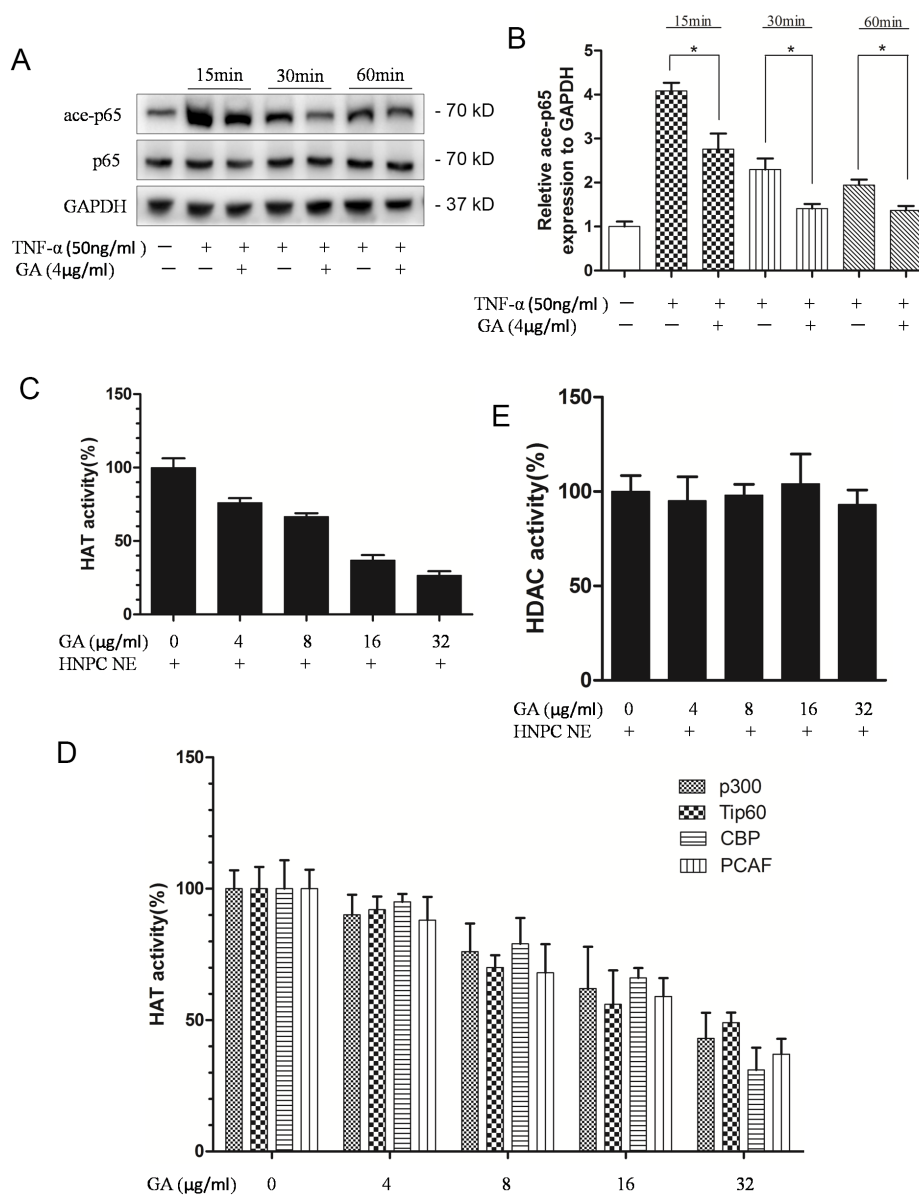 A
15min 30min 60min
ace-p65 - 70 kD
p65 - 70 kD
GAPDH - 37 kD
TNF-α (50ng/ml) — + + + + + +
GA (4μg/ml) — — + — + — +
B
15min 30min 60min
* * *
Reletive ace-p65
expression to GAPDH
5
4
3
2
1
0
TNF-α (50ng/ml ) — + + + + + +
GA (4μg/ml) — — + — + — +
C
HAT activity(%)
150
100
50
0
GA (μg/ml) 0 4 8 16 32
HNPC NE + + + + +
E
HDAC activity(%)
150
100
50
0
GA (μg/ml) 0 4 8 16 32
HNPC NE + + + + +
D
HAT activity(%)
150
100
50
0
p300
Tip60
CBP
PCAF
GA (μg/ml) 0 4 8 16 32